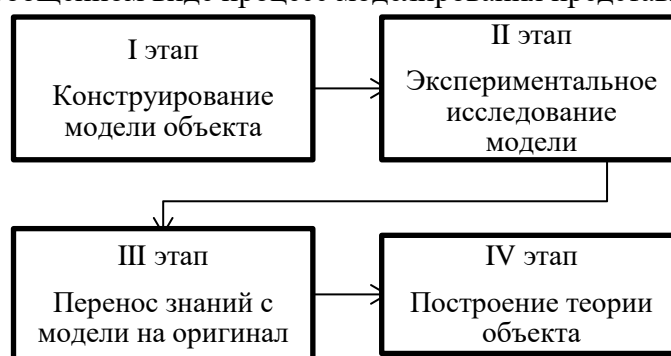 общенном виде процесс моделирования представ
I этап
Конструирование
модели объекта
II этап
Экспериментальное
исследование
модели
III этап
Перенос знаний с
модели на оригинал
IV этап
Построение теории
объекта